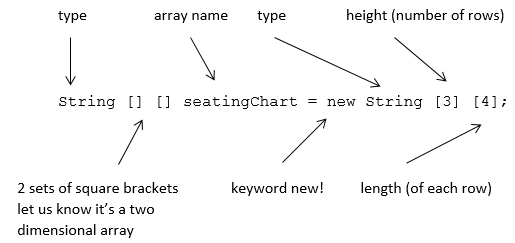 type array name type height (number of rows)
String [] [] seatingChart = new String [3] [4];
2 sets of square brackets
let us know it's a two
dimensional array
keyword new!
length (of each row)